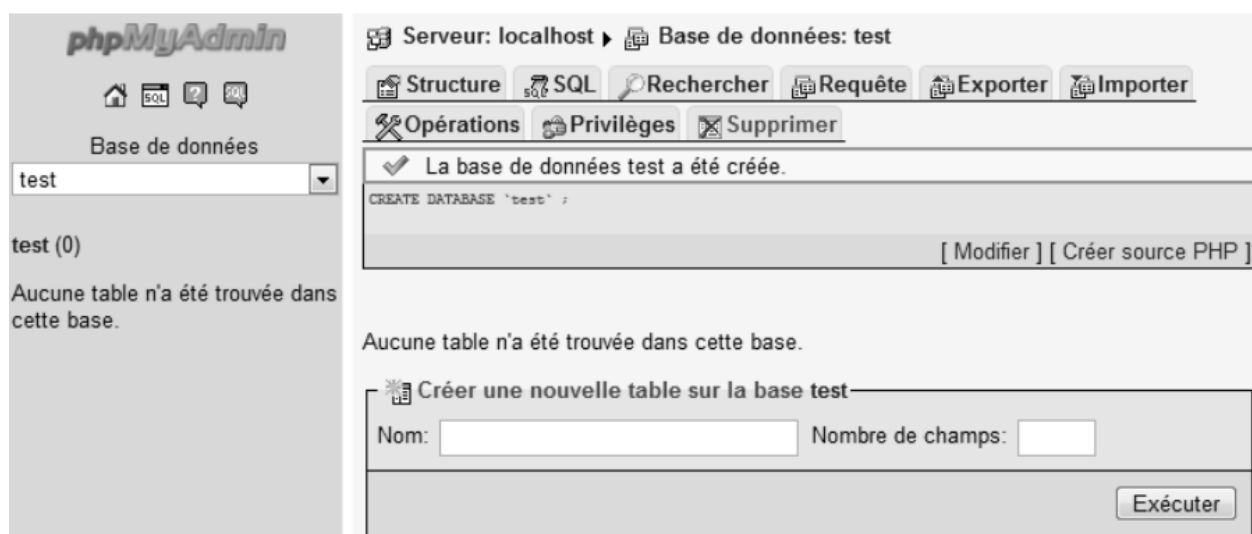 phpMyAdmin
SQL ? SQL
Base de données
test
test (0)
Aucune table n'a été trouvée dans
cette base.
Serveur: localhost ▸ Base de données: test
Structure SQL Rechercher Requête Exporter Importer
Opérations Privilèges Supprimer
La base de données test a été créée.
CREATE DATABASE `test` ;
[ Modifier ] [ Créer source PHP ]
Aucune table n'a été trouvée dans cette base.
Créer une nouvelle table sur la base test
Nom: Nombre de champs:
Exécuter